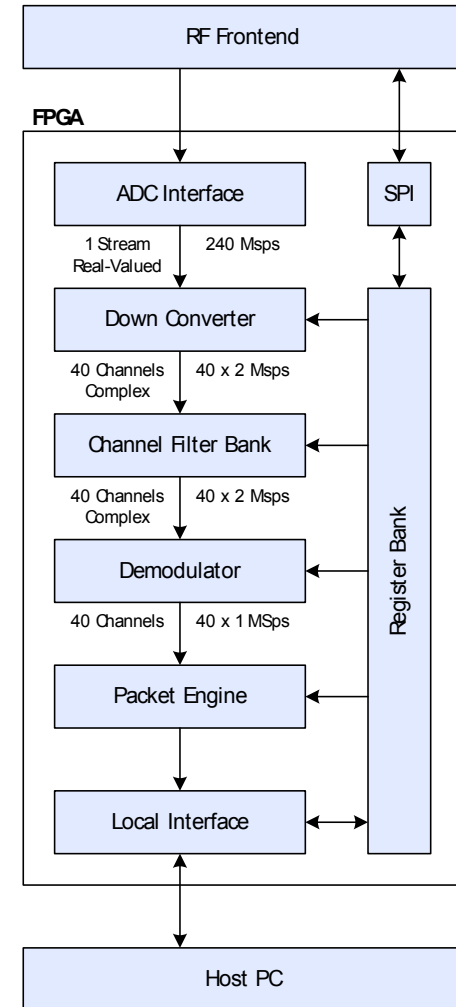 RF Frontend
FPGA
ADC Interface
SPI
1 Stream 240 Msps
Real-Valued
Down Converter
40 Channels 40 x 2 Msps
Complex
Channel Filter Bank
40 Channels 40 x 2 Msps
Complex
Demodulator
Register Bank
40 Channels 40 x 1 MSps
Packet Engine
Local Interface
Host PC